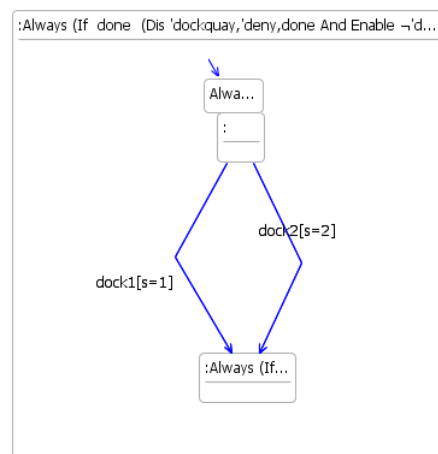 :Always (If  done  (Dis 'dockquay,'deny,done And Enable ¬'d...
Alwa...
:
dock2[s=2]
dock1[s=1]
:Always (If...